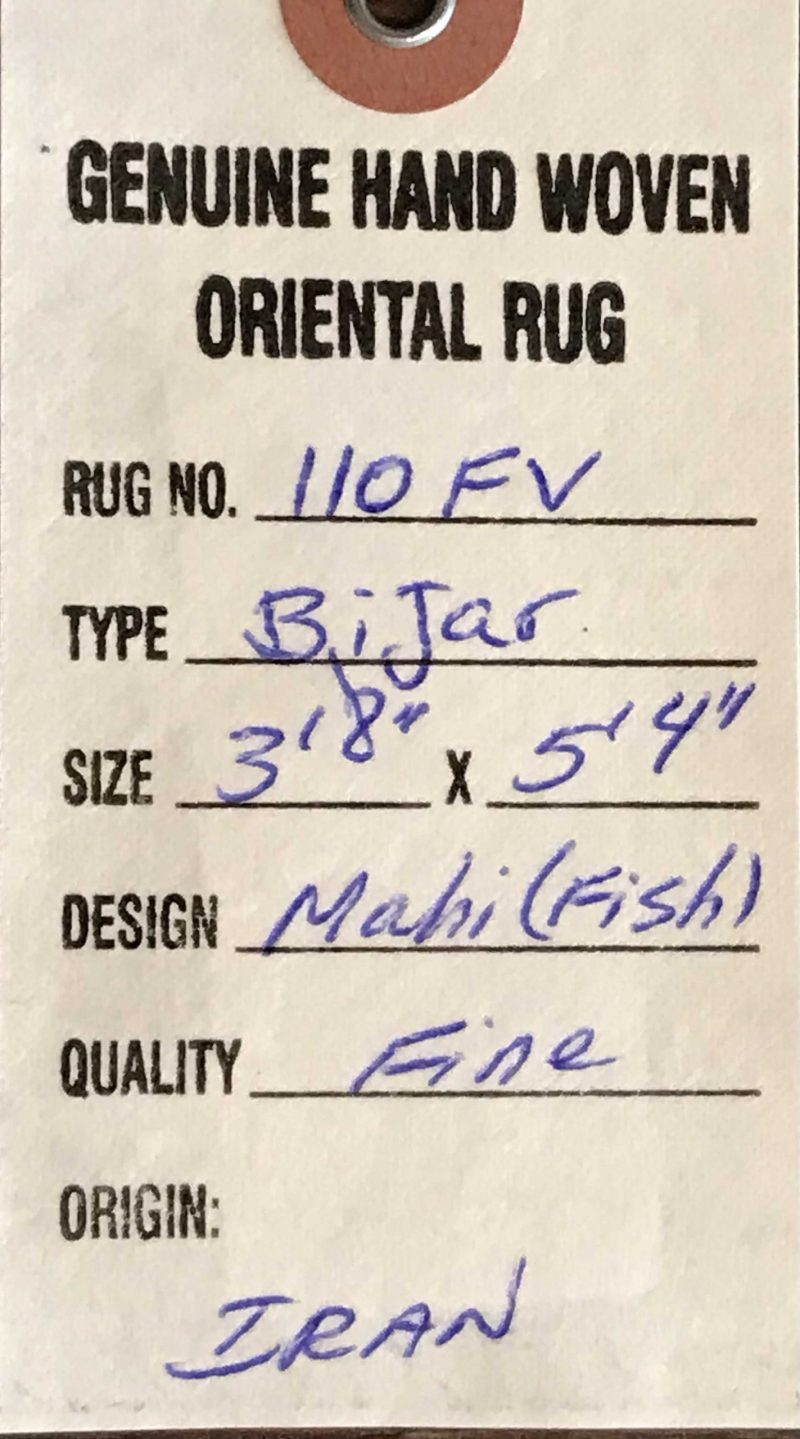 GENUINE HAND WOVEN
ORIENTAL RUG
RUG NO. 110 FV
TYPE BiJar
SIZE 3'8" X 5'4"
DESIGN Mahi (Fish)
QUALITY Fine
ORIGIN:
IRAN